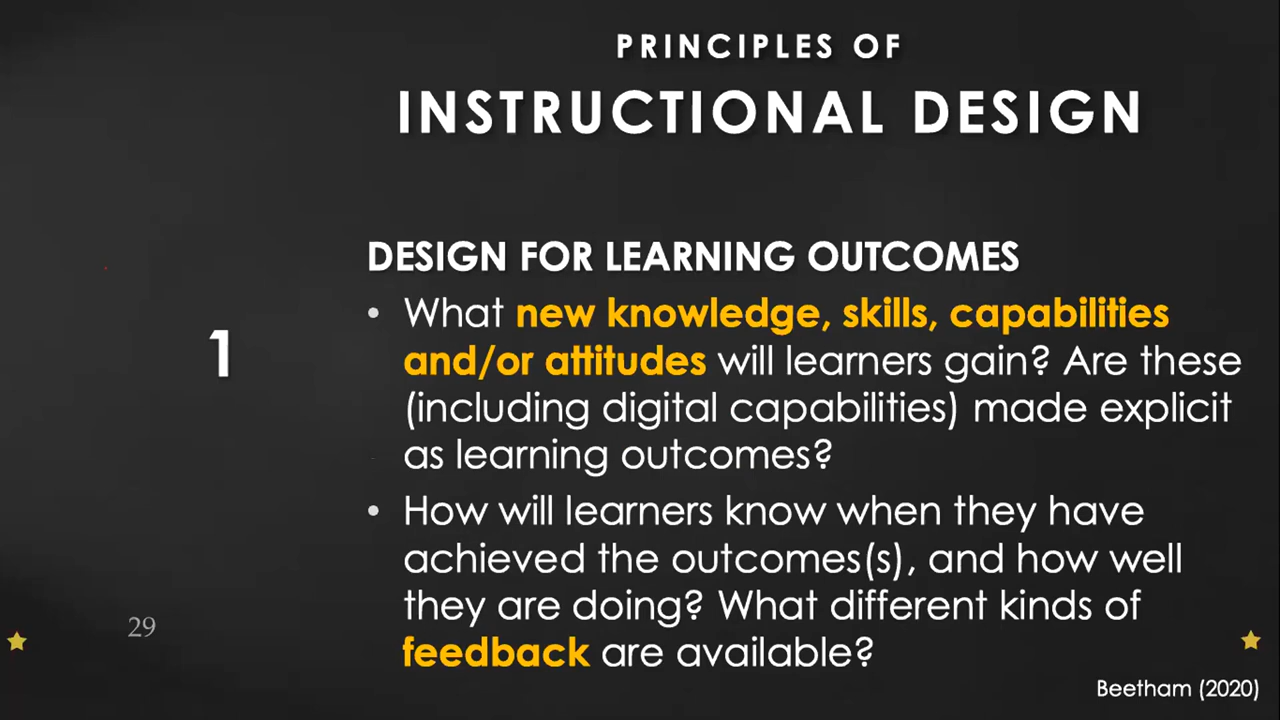 PRINCIPLES OF
INSTRUCTIONAL DESIGN
1
DESIGN FOR LEARNING OUTCOMES
• What new knowledge, skills, capabilities
and/or attitudes will learners gain? Are these
(including digital capabilities) made explicit
as learning outcomes?
• How will learners know when they have
achieved the outcomes(s), and how well
they are doing? What different kinds of
feedback are available?
29
Beetham (2020)